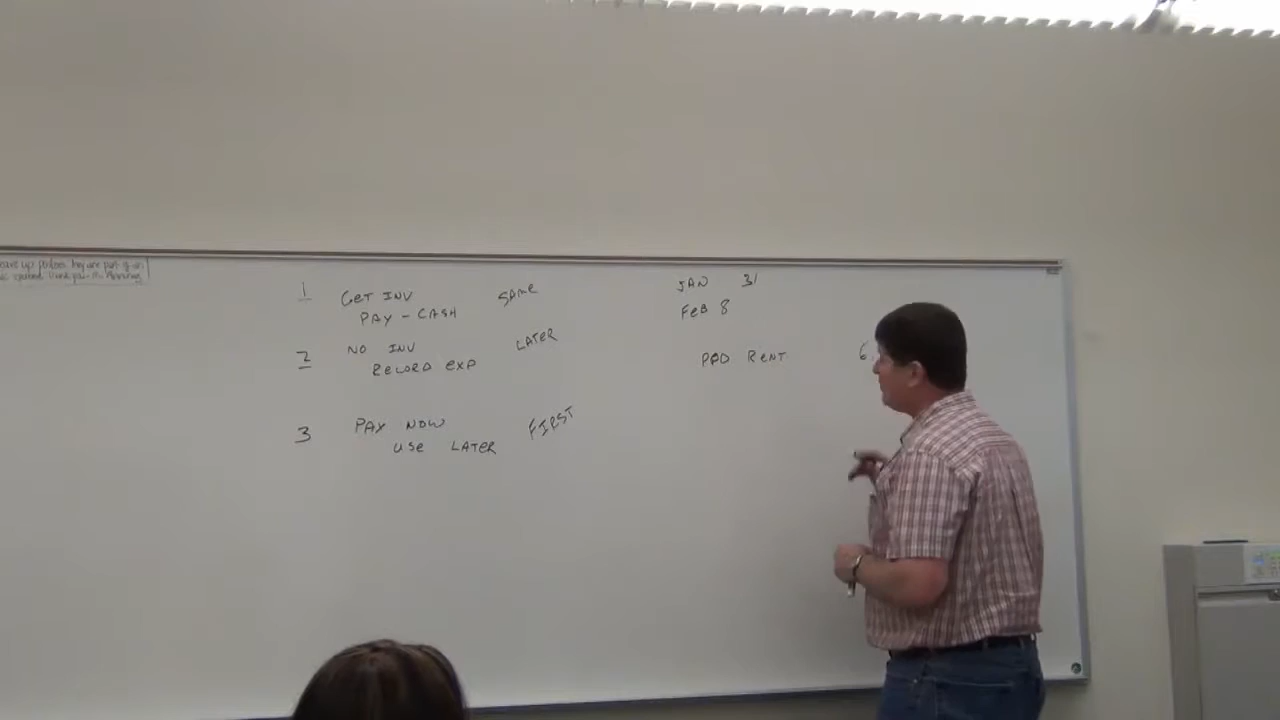 1 GET INV SAME
PAY - CASH
2 NO INV LATER
RECORD EXP
3 PAY NOW FIRST
USE LATER
JAN 31
FEB 8
PPD RENT 6